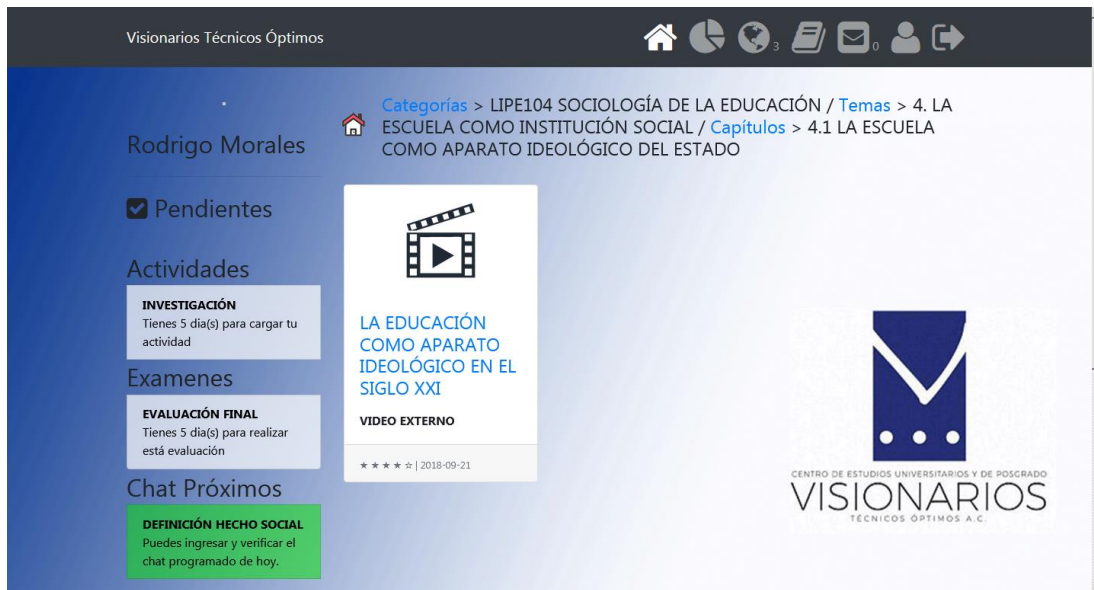 Visionarios Técnicos Óptimos
3
0
Rodrigo Morales
Pendientes
Actividades
INVESTIGACIÓN
Tienes 5 dia(s) para cargar tu
actividad
Examenes
EVALUACIÓN FINAL
Tienes 5 dia(s) para realizar
está evaluación
Chat Próximos
DEFINICIÓN HECHO SOCIAL
Puedes ingresar y verificar el
chat programado de hoy.
Categorías > LIPE104 SOCIOLOGÍA DE LA EDUCACIÓN / Temas > 4. LA
ESCUELA COMO INSTITUCIÓN SOCIAL / Capítulos > 4.1 LA ESCUELA
COMO APARATO IDEOLÓGICO DEL ESTADO
LA EDUCACIÓN
COMO APARATO
IDEOLÓGICO EN EL
SIGLO XXI
VIDEO EXTERNO
★ ★ ★ ★ ☆ | 2018-09-21
CENTRO DE ESTUDIOS UNIVERSITARIOS Y DE POSGRADO
VISIONARIOS
TÉCNICOS ÓPTIMOS A.C.